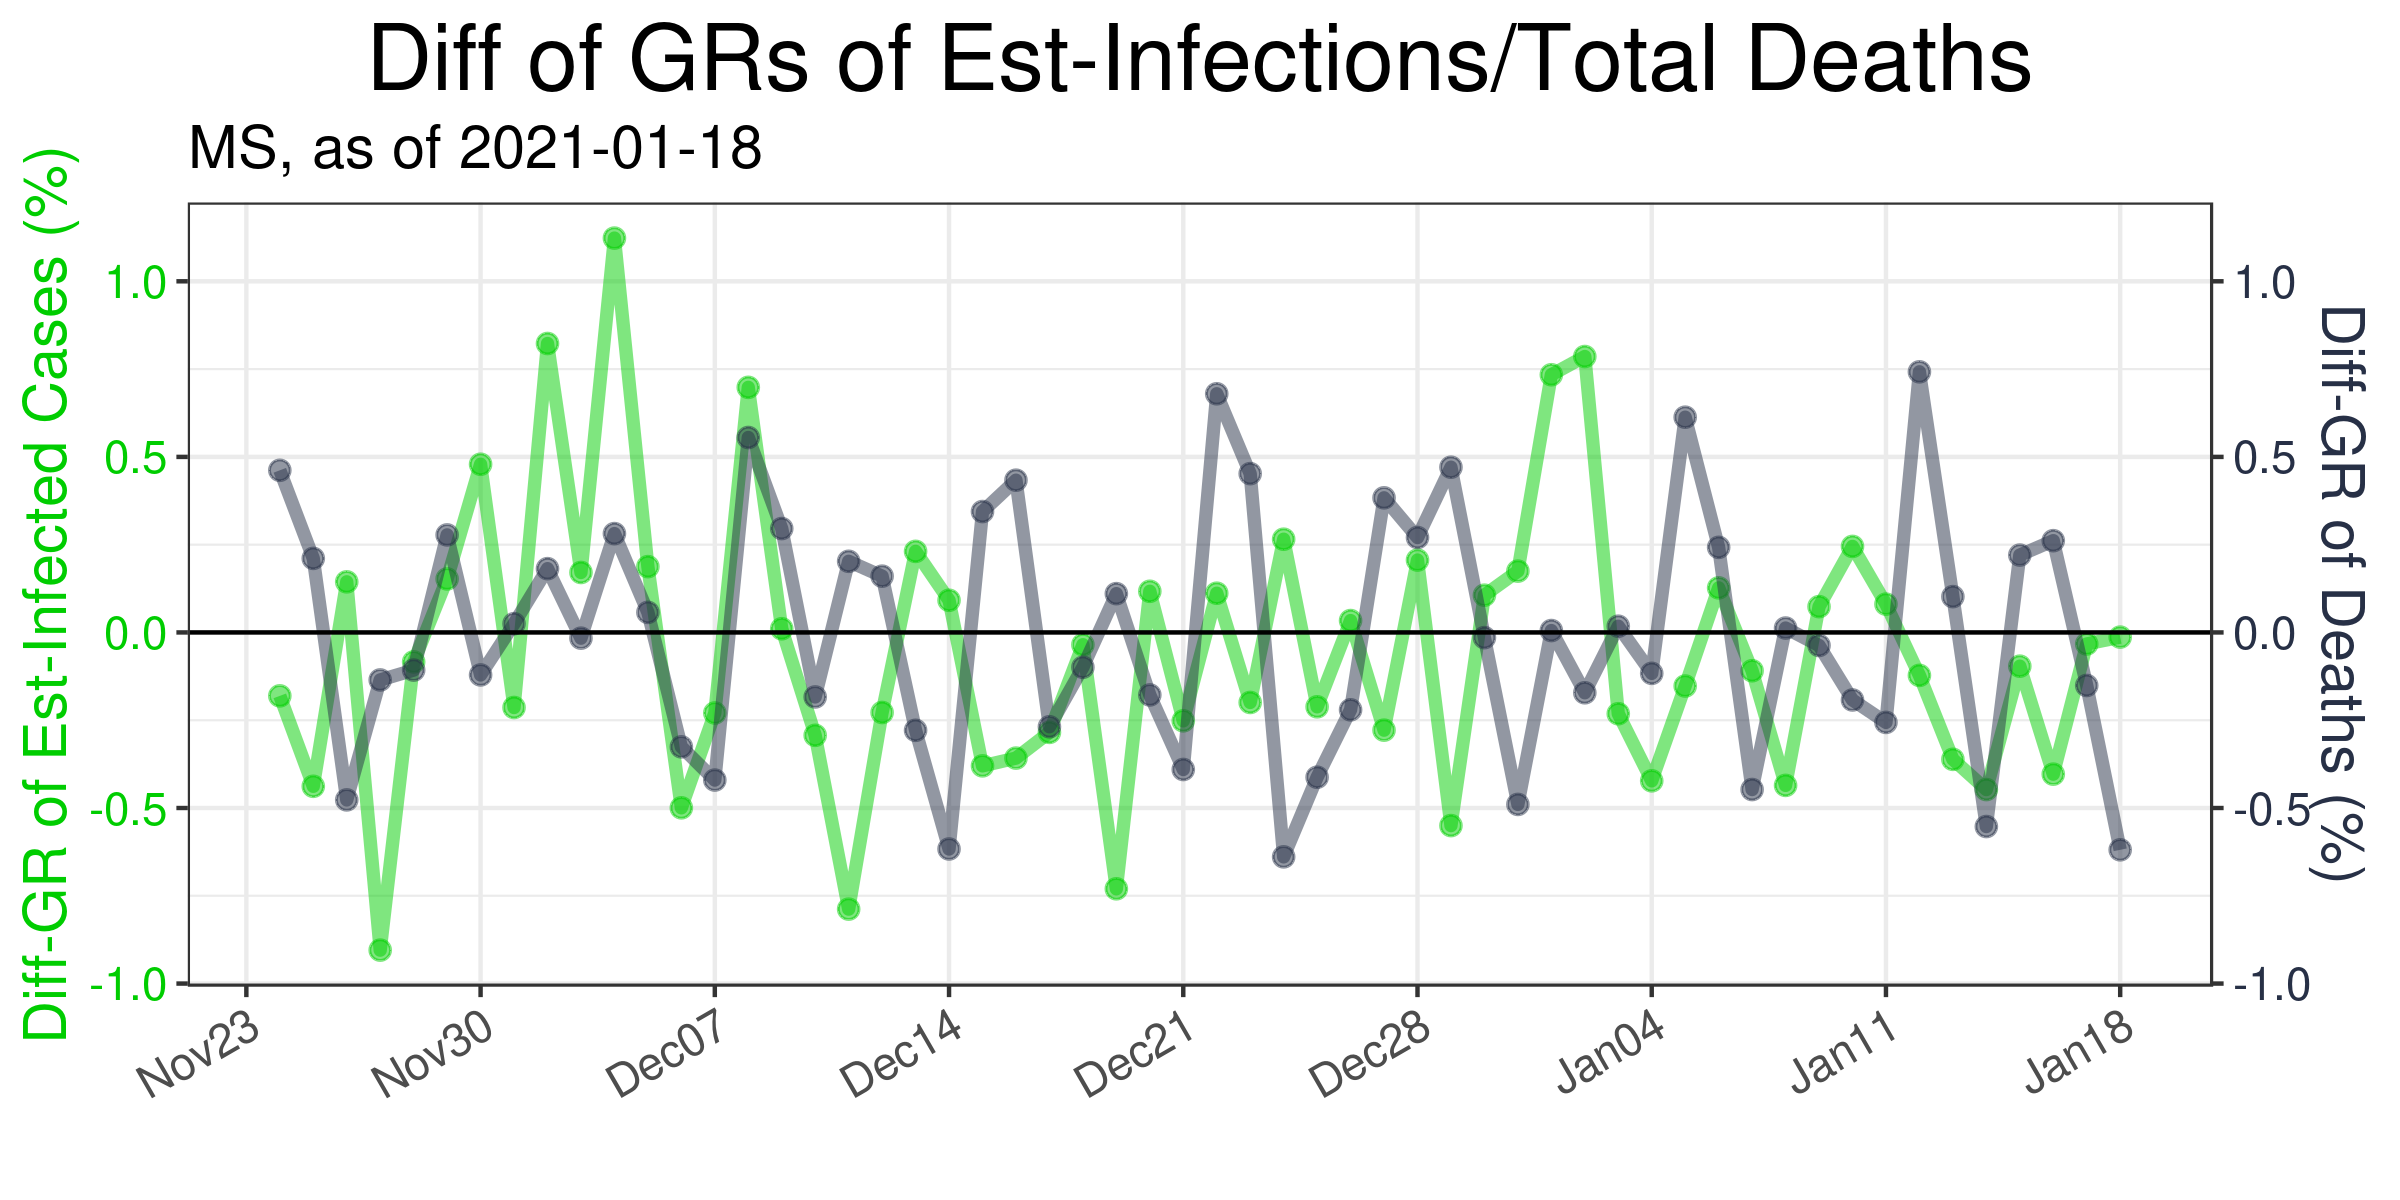 Diff of GRs of Est-Infections/Total Deaths
MS, as of 2021-01-18
Diff-GR of Est-Infected Cases (%)
1.0
0.5
0.0
-0.5
-1.0
1.0
0.5
0.0
-0.5
-1.0
Diff-GR of Deaths (%)
Nov23 Nov30 Dec07 Dec14 Dec21 Dec28 Jan04 Jan11 Jan18